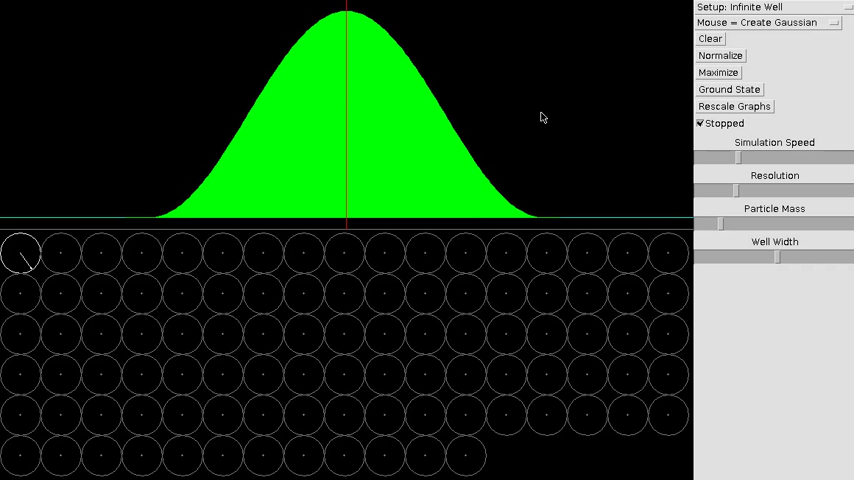 Setup: Infinite Well
Mouse = Create Gaussian
Clear
Normalize
Maximize
Ground State
Rescale Graphs
Stopped
Simulation Speed
Resolution
Particle Mass
Well Width